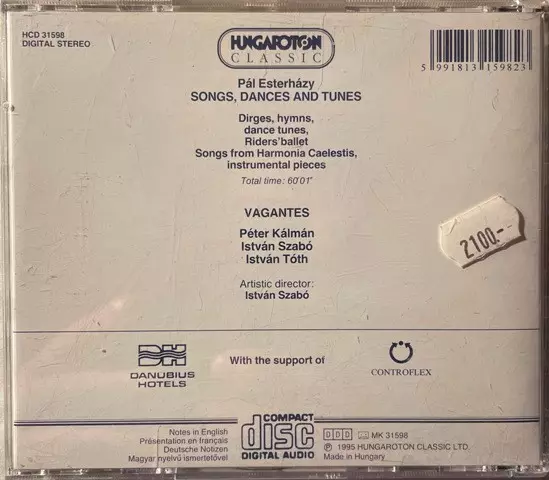 HCD 31598
DIGITAL STEREO
HUNGAROTON
CLASSIC
5 991813 159823
Pál Esterházy
SONGS, DANCES AND TUNES
Dirges, hymns,
dance tunes,
Riders'ballet
Songs from Harmonia Caelestis,
instrumental pieces
Total time: 60'01"
VAGANTES
Péter Kálmán
István Szabó
István Tóth
2100.-
Artistic director:
István Szabó
DH
DANUBIUS
HOTELS
With the support of
CONTROFLEX
Notes in English
Présentation en français
Deutsche Notizen
Magyar nyelvű ismertetővel
COMPACT
disc
DIGITAL AUDIO
DDD MK 31598
℗ 1995 HUNGAROTON CLASSIC LTD.
Made in Hungary